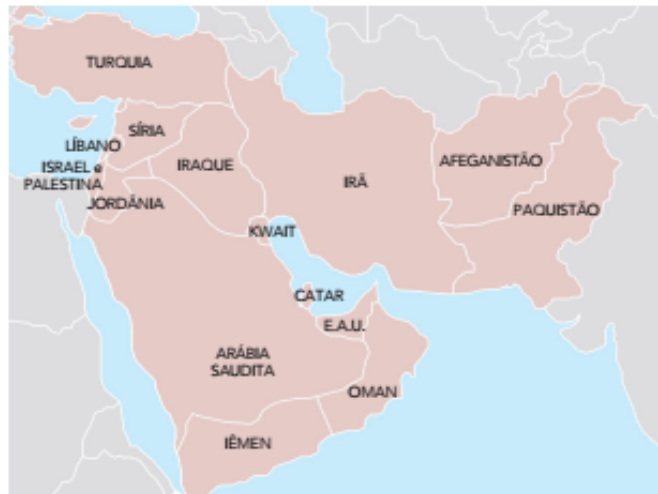 TURQUIA
SÍRIA
LÍBANO
ISRAEL e
PALESTINA
JORDÂNIA
IRAQUE
IRÃ
AFEGANISTÃO
PAQUISTÃO
KWAIT
CATAR
E.A.U.
ARÁBIA
SAUDITA
OMAN
IÊMEN